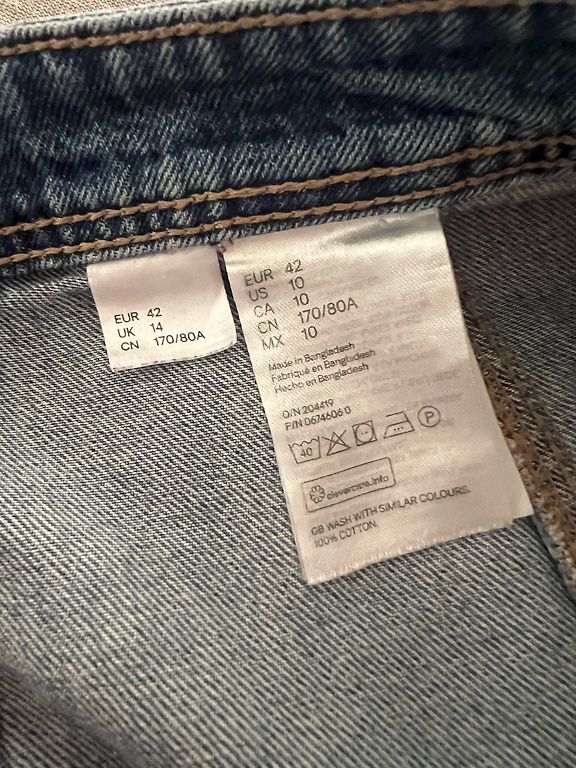 EUR 42
UK 14
CN 170/80A
EUR 42
US 10
CA 10
CN 170/80A
MX 10
Made in Bangladesh
Fabriqué en Bangladesh
Hecho en Bangladesh
O/N 204419
P/N 0674606 0
40 P
clevercare.info
GB WASH WITH SIMILAR COLOURS.
100% COTTON.